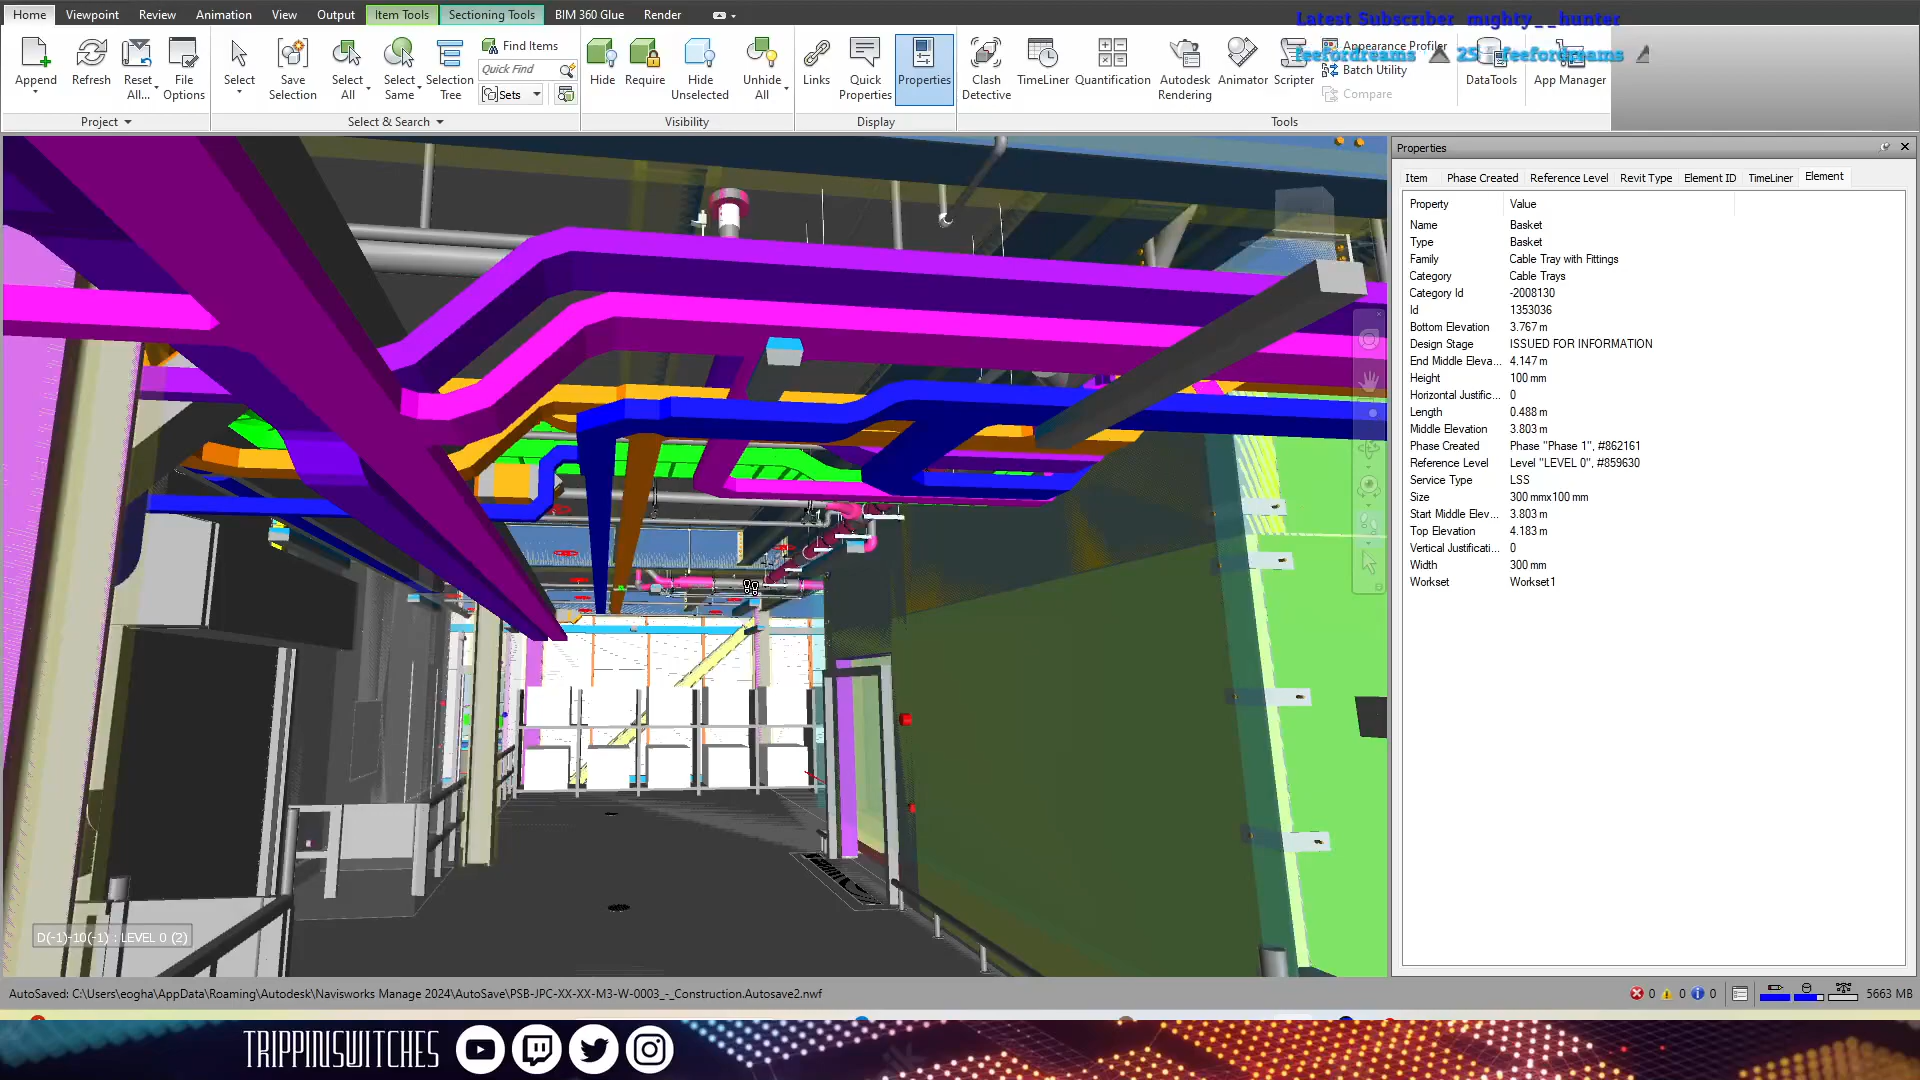 Home Viewpoint Review Animation View Output Item Tools Sectioning Tools BIM 360 Glue Render
Latest Subscriber mighty__hunter
feefordreams 25 feefordreams
Append
Refresh
Reset
All...
File
Options
Project
Select
Save
Selection
Select
All
Select
Same
Selection
Tree
Find Items
Quick Find
Sets
Select & Search
Hide
Require
Hide
Unselected
Unhide
All
Visibility
Links
Quick
Properties
Properties
Display
Clash
Detective
TimeLiner
Quantification
Autodesk
Rendering
Animator
Scripter
Appearance Profiler
Batch Utility
Compare
DataTools
App Manager
Tools
Properties
Item Phase Created Reference Level Revit Type Element ID TimeLiner Element
Property Value
Name Basket
Type Basket
Family Cable Tray with Fittings
Category Cable Trays
Category Id -2008130
Id 1353036
Bottom Elevation 3.767 m
Design Stage ISSUED FOR INFORMATION
End Middle Eleva... 4.147 m
Height 100 mm
Horizontal Justific... 0
Length 0.488 m
Middle Elevation 3.803 m
Phase Created Phase "Phase 1", #862161
Reference Level Level "LEVEL 0", #859630
Service Type LSS
Size 300 mmx100 mm
Start Middle Elev... 3.803 m
Top Elevation 4.183 m
Vertical Justificati... 0
Width 300 mm
Workset Workset1
D(-1)-10(-1) : LEVEL 0 (2)
AutoSaved: C:\Users\eogha\AppData\Roaming\Autodesk\Navisworks Manage 2024\AutoSave\PSB-JPC-XX-XX-M3-W-0003_-_Construction.Autosave2.nwf
0 0 0 5663 MB
TRIPPINSWITCHES